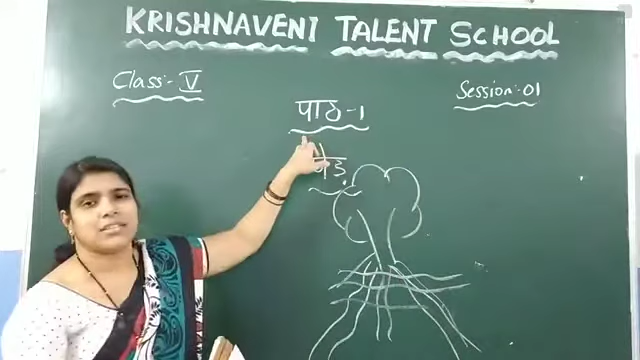 KRISHNAVENI TALENT SCHOOL
Class:- V
Session:-01
पाठ-1
पेड़